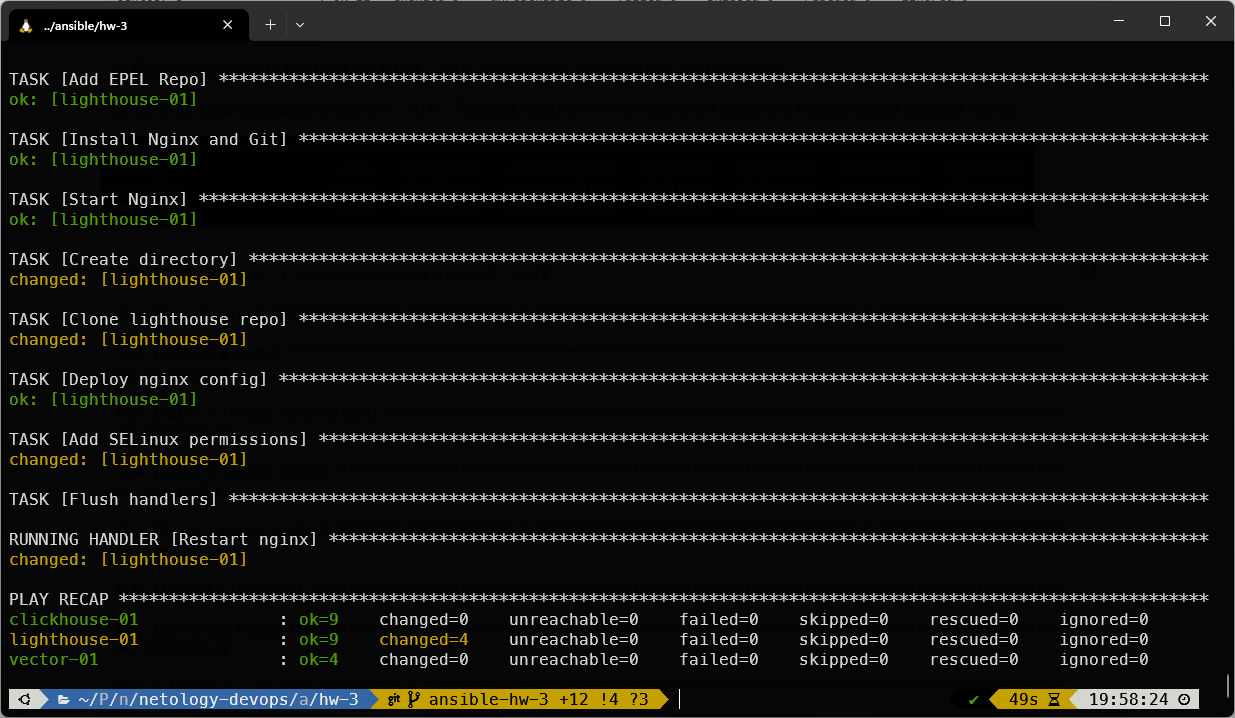 ../ansible/hw-3
TASK [Add EPEL Repo] ***************************************************************************************************
ok: [lighthouse-01]
TASK [Install Nginx and Git] *******************************************************************************************
ok: [lighthouse-01]
TASK [Start Nginx] *****************************************************************************************************
ok: [lighthouse-01]
TASK [Create directory] ************************************************************************************************
changed: [lighthouse-01]
TASK [Clone lighthouse repo] *******************************************************************************************
changed: [lighthouse-01]
TASK [Deploy nginx config] *********************************************************************************************
ok: [lighthouse-01]
TASK [Add SELinux permissions] *****************************************************************************************
changed: [lighthouse-01]
TASK [Flush handlers] **************************************************************************************************
RUNNING HANDLER [Restart nginx] ****************************************************************************************
changed: [lighthouse-01]
PLAY RECAP *************************************************************************************************************
clickhouse-01 : ok=9 changed=0 unreachable=0 failed=0 skipped=0 rescued=0 ignored=0
lighthouse-01 : ok=9 changed=4 unreachable=0 failed=0 skipped=0 rescued=0 ignored=0
vector-01 : ok=4 changed=0 unreachable=0 failed=0 skipped=0 rescued=0 ignored=0
~/P/n/netology-devops/a/hw-3 git ansible-hw-3 +12 !4 ?3 ✔ 49s 19:58:24